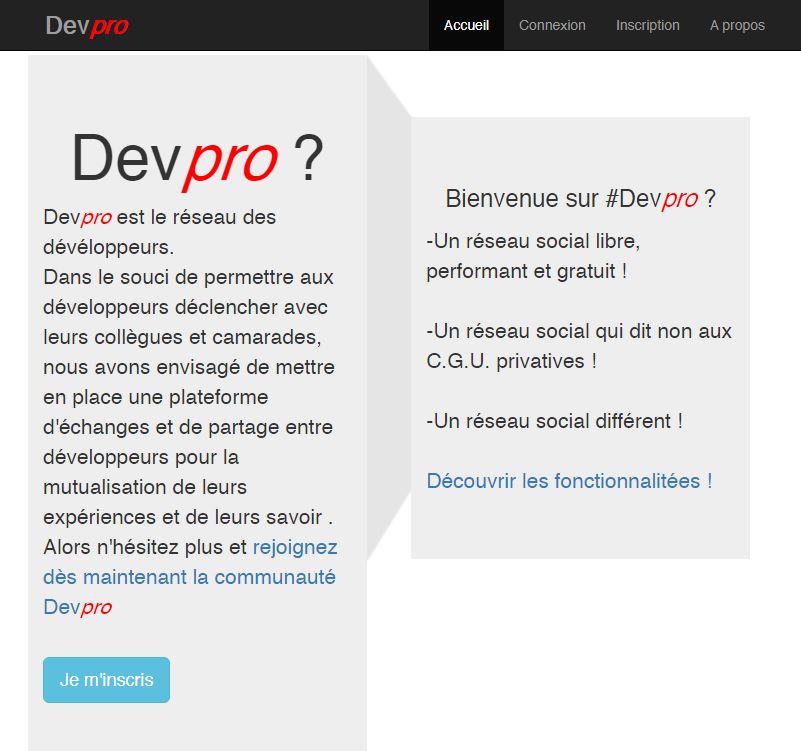 Devpro
Accueil
Connexion
Inscription
A propos
Devpro ?
Devpro est le réseau des
dévéloppeurs.
Dans le souci de permettre aux
développeurs déclencher avec
leurs collègues et camarades,
nous avons envisagé de mettre
en place une plateforme
d'échanges et de partage entre
développeurs pour la
mutualisation de leurs
expériences et de leurs savoir .
Alors n'hésitez plus et rejoignez
dès maintenant la communauté
Devpro
Je m'inscris
Bienvenue sur #Devpro ?
-Un réseau social libre,
performant et gratuit !
-Un réseau social qui dit non aux
C.G.U. privatives !
-Un réseau social différent !
Découvrir les fonctionnalitées !